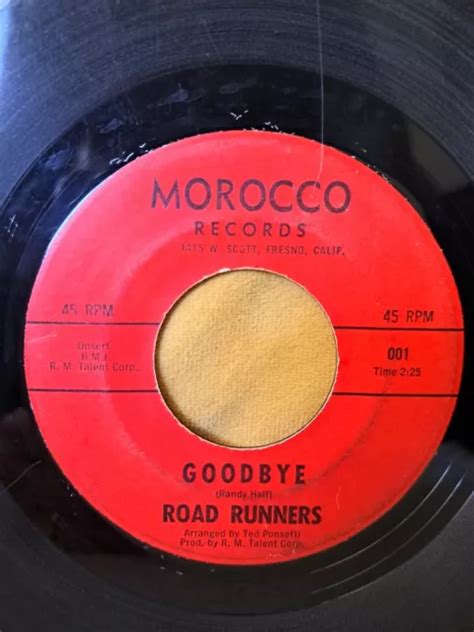 MOROCCO
RECORDS
1415 W. SCOTT, FRESNO, CALIF.
45 RPM
45 RPM
Onsert
B M I
R. M. Talent Corp.
001
Time 2:25
GOODBYE
(Randy Hall)
ROAD RUNNERS
Arranged by Ted Ponsetti
Prod. by R. M. Talent Corp.